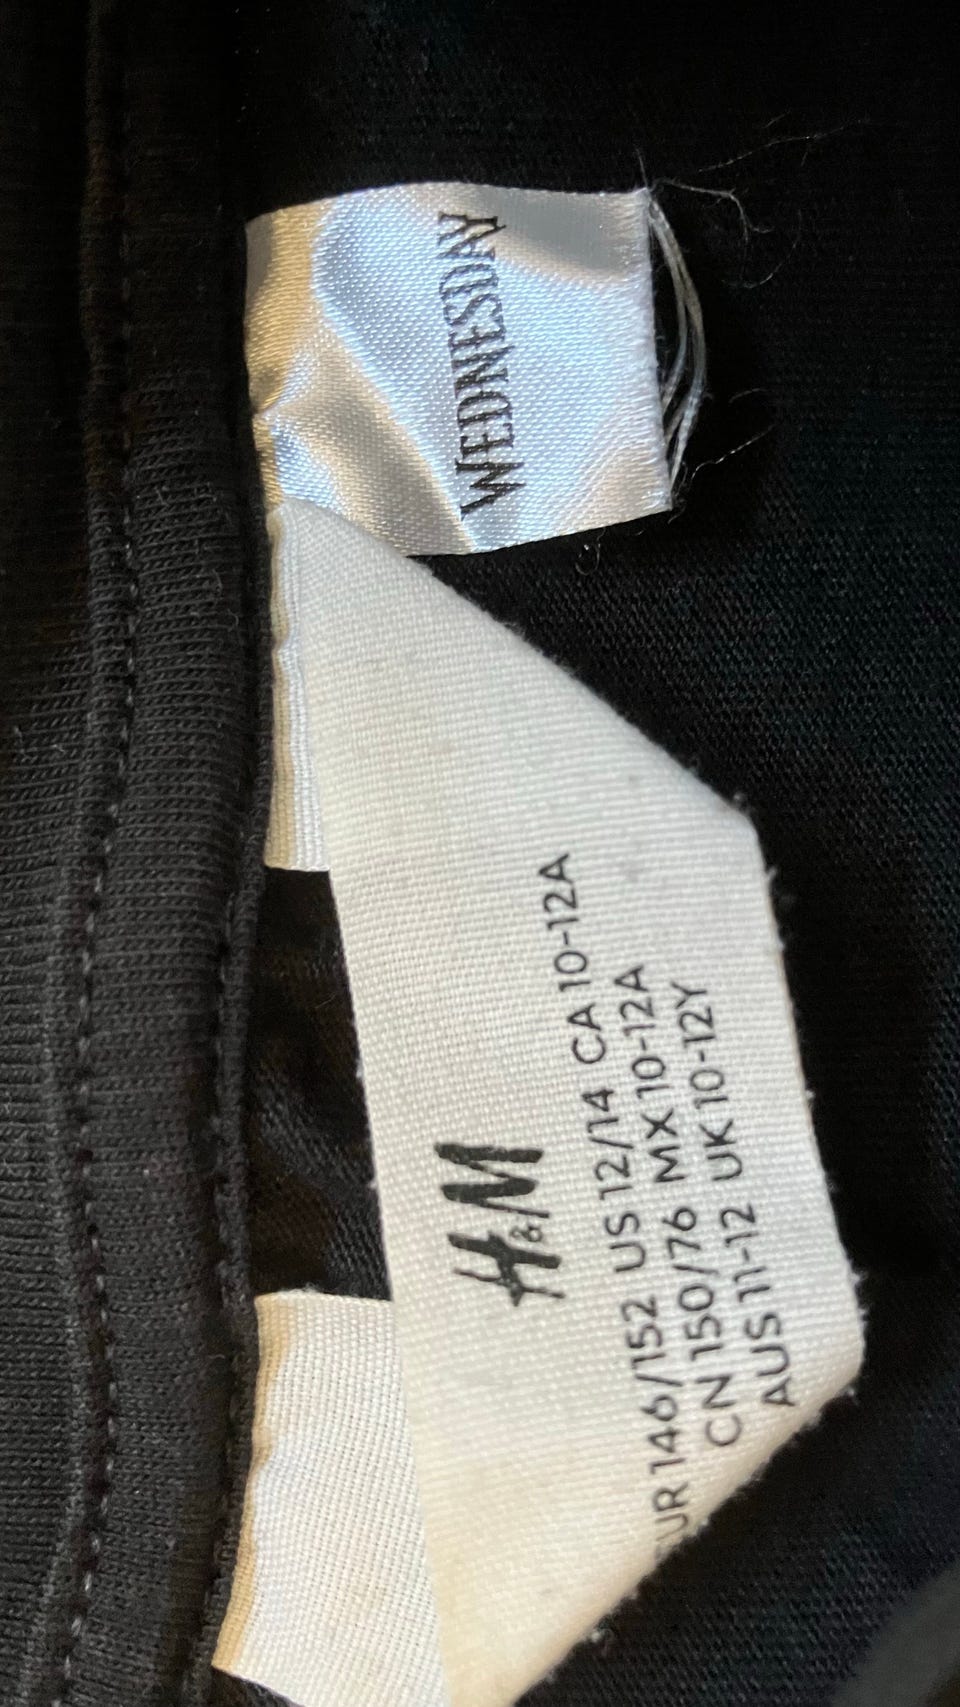 WEDNESDAY
H&M
EUR 146/152 US 12/14 CA 10-12A
CN 150/76 MX 10-12A
AUS 11-12 UK 10-12Y